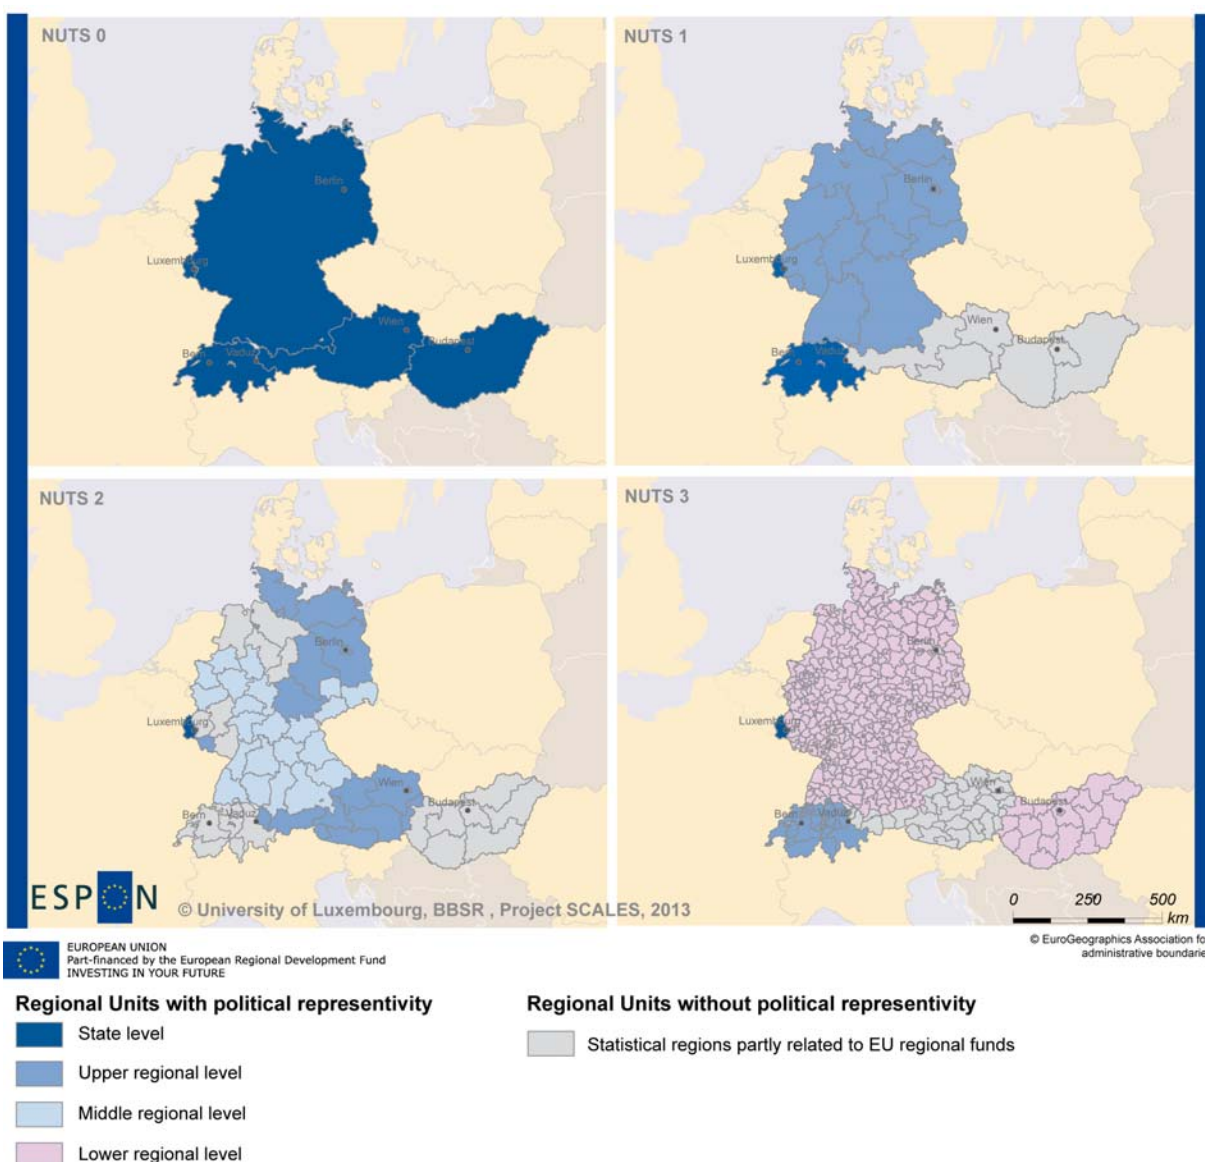 NUTS 0
Berlin
Luxembourg
Wien
Budapest
Bern
Vaduz
NUTS 1
Berlin
Luxembourg
Wien
Budapest
Bern
Vaduz
NUTS 2
Berlin
Luxembourg
Wien
Budapest
Bern
Vaduz
NUTS 3
Berlin
Luxembourg
Wien
Budapest
Bern
Vaduz
ESPON
© University of Luxembourg, BBSR , Project SCALES, 2013
0 250 500
km
EUROPEAN UNION
Part-financed by the European Regional Development Fund
INVESTING IN YOUR FUTURE
© EuroGeographics Association fo
administrative boundarie
Regional Units with political representivity
State level
Upper regional level
Middle regional level
Lower regional level
Regional Units without political representivity
Statistical regions partly related to EU regional funds